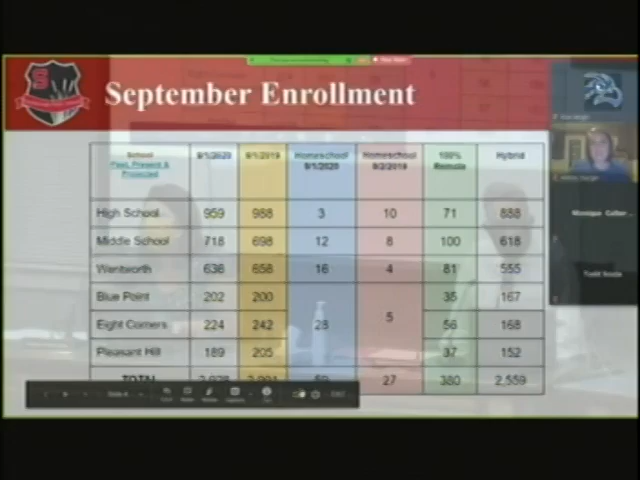 September Enrollment
School 9/1/2020 9/1/2019 Homeschool Homeschool 100% Hybrid
Past, Present & 9/1/2020 9/2/2019 Remote
Projected
High School 959 988 3 10 71 888
Middle School 718 698 12 8 100 618
Wentworth 636 658 16 4 81 555
Blue Point 202 200 35 167
Eight Corners 224 242 28 5 56 168
Pleasant Hill 189 205 37 152
TOTAL 27 380 2,559